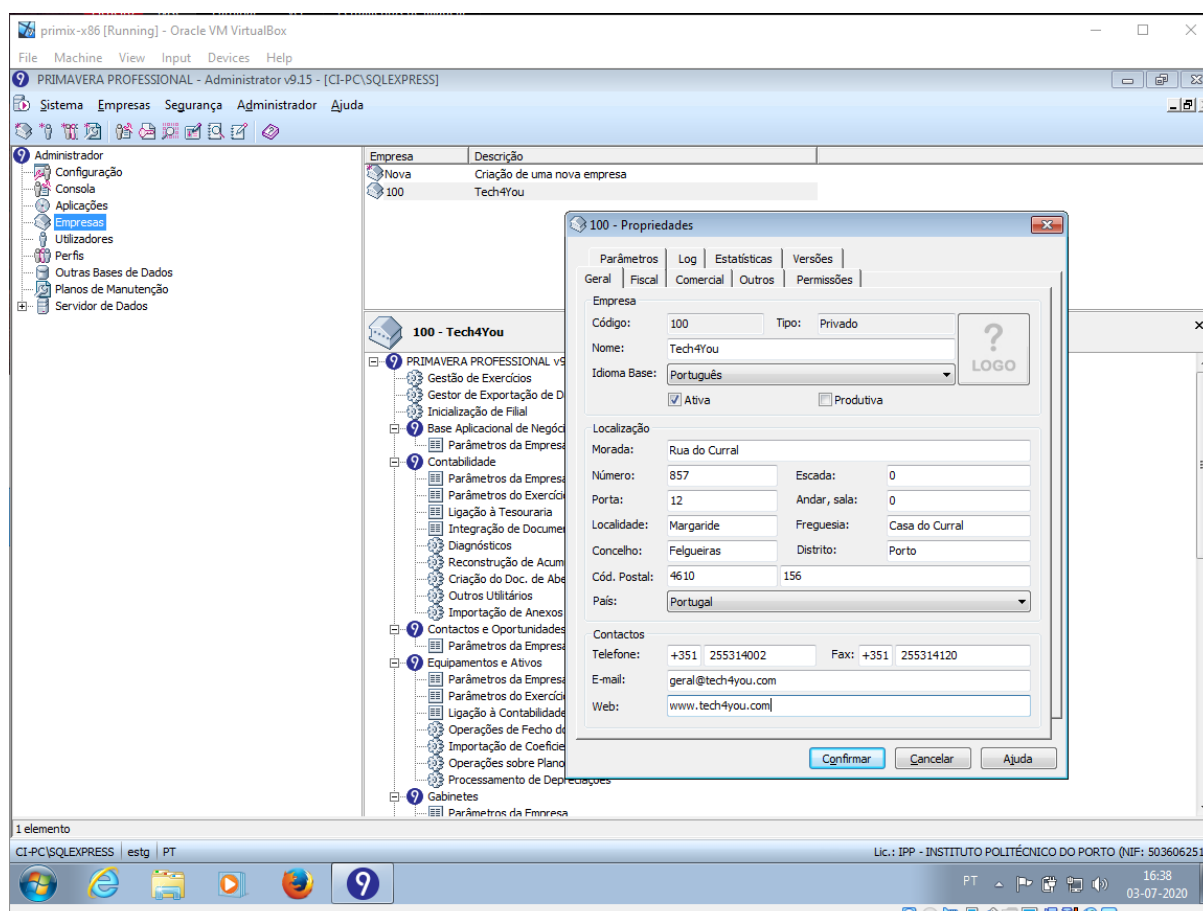 primix-x86 [Running] - Oracle VM VirtualBox
File Machine View Input Devices Help
PRIMAVERA PROFESSIONAL - Administrator v9.15 - [CI-PC\SQLEXPRESS]
Sistema Empresas Segurança Administrador Ajuda
Administrador
Configuração
Consola
Aplicações
Empresas
Utilizadores
Perfis
Outras Bases de Dados
Planos de Manutenção
Servidor de Dados
Empresa Descrição
Nova Criação de uma nova empresa
100 Tech4You
100 - Tech4You
PRIMAVERA PROFESSIONAL v9
Gestão de Exercícios
Gestor de Exportação de D
Inicialização de Filial
Base Aplicacional de Negóci
Parâmetros da Empresa
Contabilidade
Parâmetros da Empresa
Parâmetros do Exercíci
Ligação à Tesouraria
Integração de Documen
Diagnósticos
Reconstrução de Acum
Criação do Doc. de Abe
Outros Utilitários
Importação de Anexos
Contactos e Oportunidades
Parâmetros da Empresa
Equipamentos e Ativos
Parâmetros da Empresa
Parâmetros do Exercíci
Ligação à Contabilidade
Operações de Fecho do
Importação de Coeficie
Operações sobre Plano
Processamento de Depreciações
Gabinetes
Parâmetros da Empresa
100 - Propriedades
Parâmetros Log Estatísticas Versões
Geral Fiscal Comercial Outros Permissões
Empresa
Código: 100 Tipo: Privado
Nome: Tech4You
? LOGO
Idioma Base: Português
Ativa Produtiva
Localização
Morada: Rua do Curral
Número: 857 Escada: 0
Porta: 12 Andar, sala: 0
Localidade: Margaride Freguesia: Casa do Curral
Concelho: Felgueiras Distrito: Porto
Cód. Postal: 4610 156
País: Portugal
Contactos
Telefone: +351 255314002 Fax: +351 255314120
E-mail: geral@tech4you.com
Web: www.tech4you.com
Confirmar Cancelar Ajuda
1 elemento
CI-PC\SQLEXPRESS estg PT Lic.: IPP - INSTITUTO POLITÉCNICO DO PORTO (NIF: 503606251
PT 16:38
03-07-2020